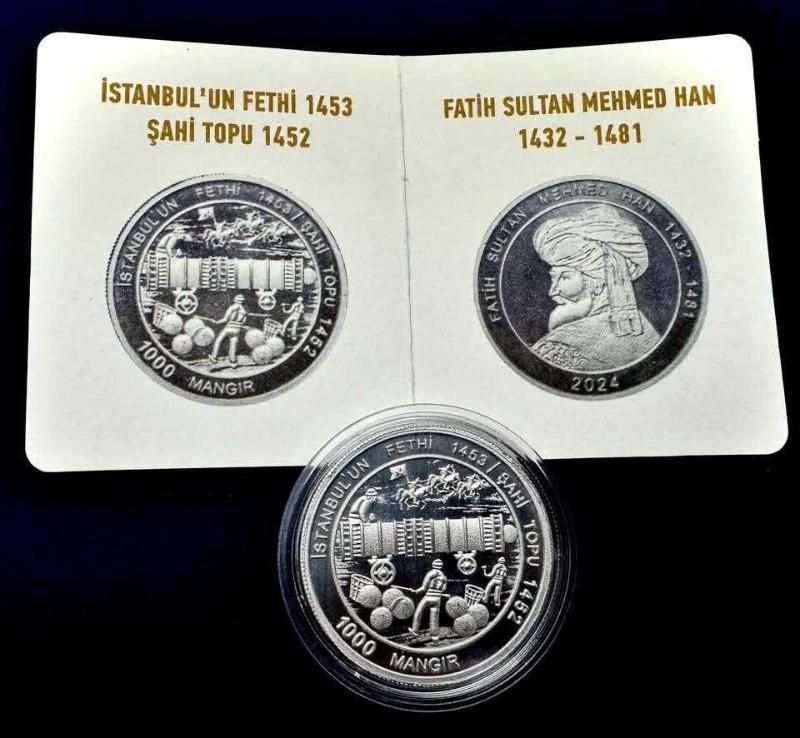 İSTANBUL'UN FETHİ 1453
ŞAHİ TOPU 1452
İSTANBUL'UN FETHİ 1453 / ŞAHİ TOPU 1452
1000 MANGIR
FATİH SULTAN MEHMED HAN
1432 - 1481
FATİH SULTAN MEHMED HAN 1432 - 1481
2024
İSTANBUL'UN FETHİ 1453 / ŞAHİ TOPU 1452
1000 MANGIR